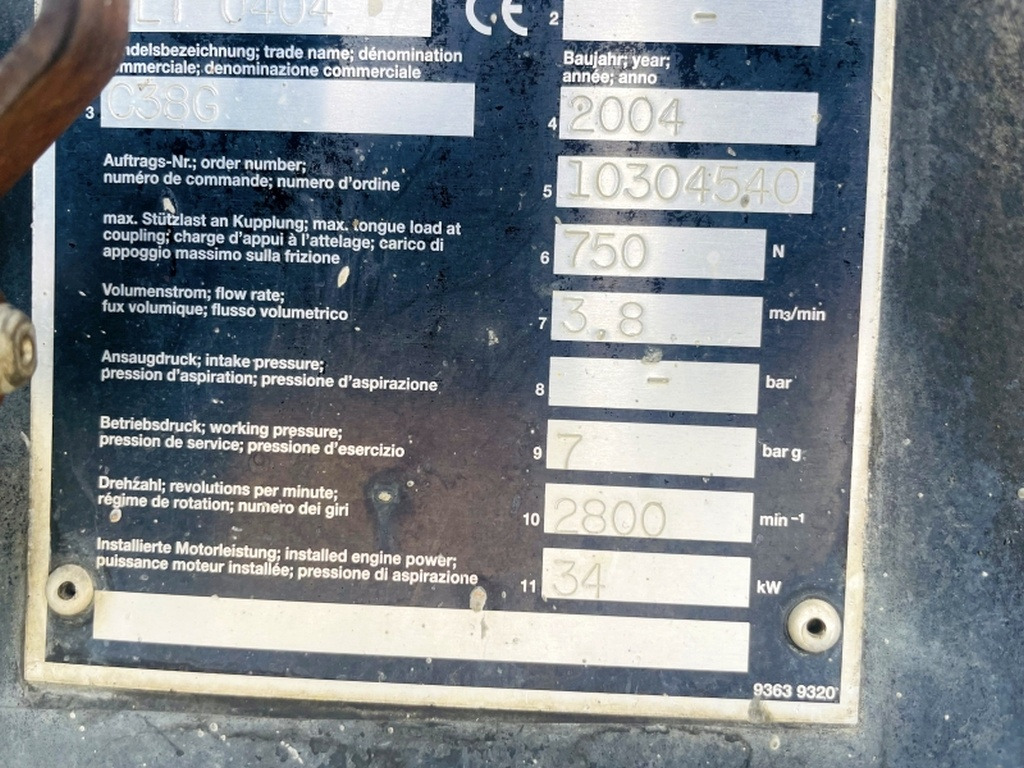 0404 CE 2 –
ndelsbezeichnung; trade name; dénomination
mmerciale; denominazione commerciale
3 C38G
Baujahr; year;
année; anno
4 2004
Auftrags-Nr.; order number;
numéro de commande; numero d'ordine
5 10304540
max. Stützlast an Kupplung; max. tongue load at
coupling; charge d'appui à l'attelage; carico di
appoggio massimo sulla frizione
6 750 N
Volumenstrom; flow rate;
fux volumique; flusso volumetrico
7 3,8 m3/min
Ansaugdruck; intake pressure;
pression d'aspiration; pressione d'aspirazione
8 – bar
Betriebsdruck; working pressure;
pression de service; pressione d'esercizio
9 7 bar g
Drehzahl; revolutions per minute;
régime de rotation; numero dei giri
10 2800 min –1
Installierte Motorleistung; installed engine power;
puissance moteur installée; pressione di aspirazione
11 34 kW
9363 9320